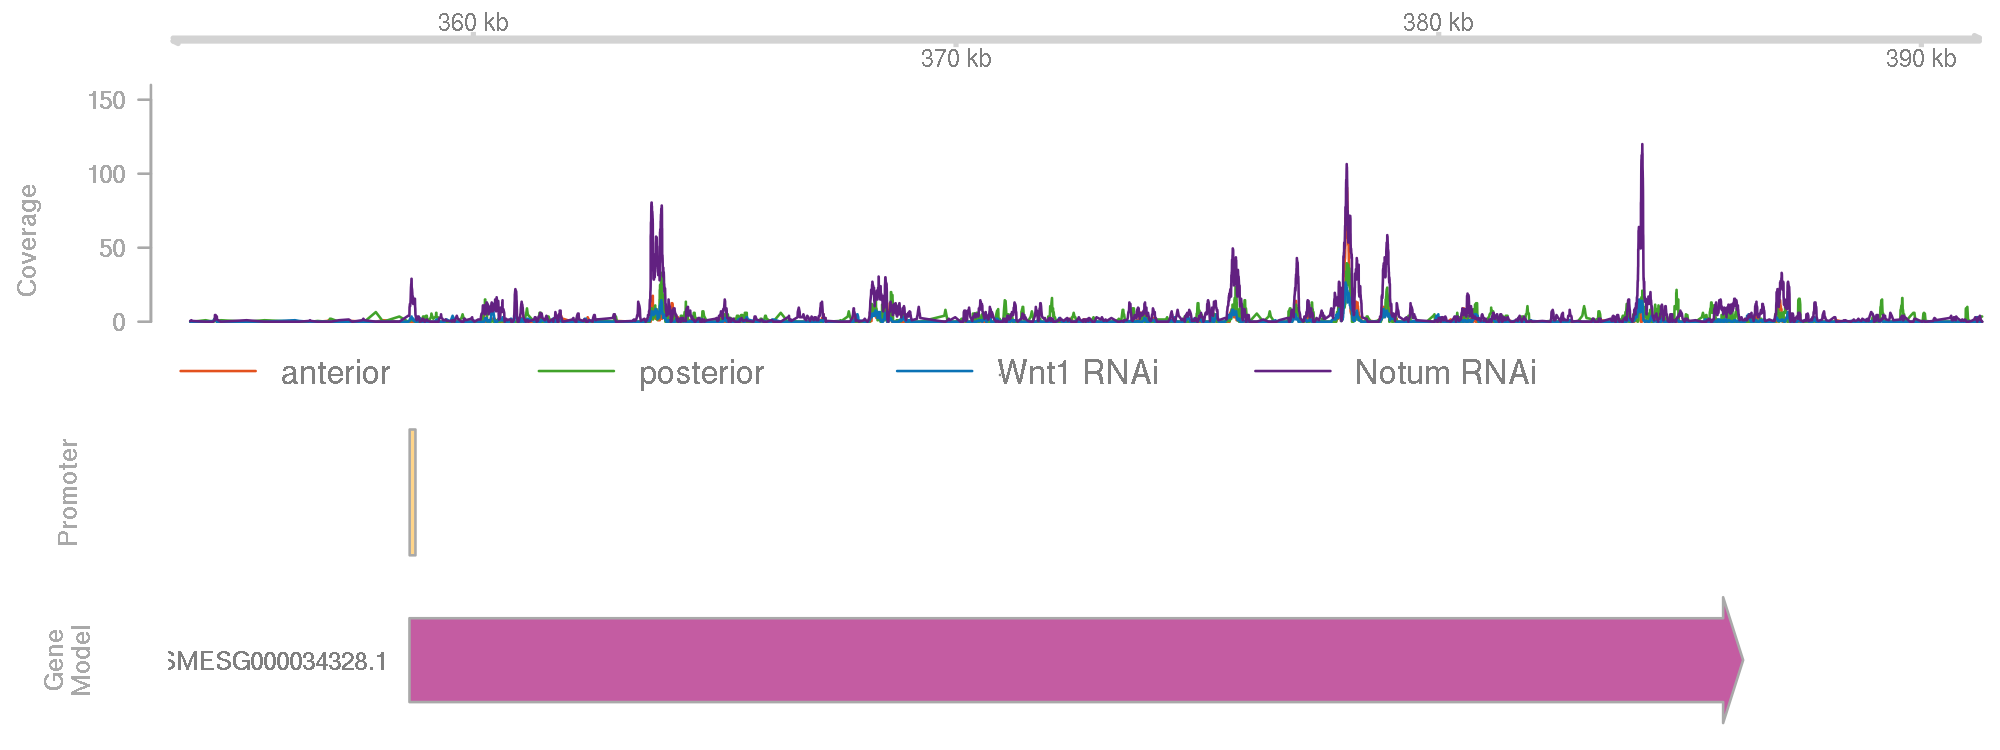 360 kb
380 kb
370 kb
390 kb
Coverage
150
100
50
0
anterior posterior Wnt1 RNAi Notum RNAi
Promoter
Gene
Model
SMESG000034328.1